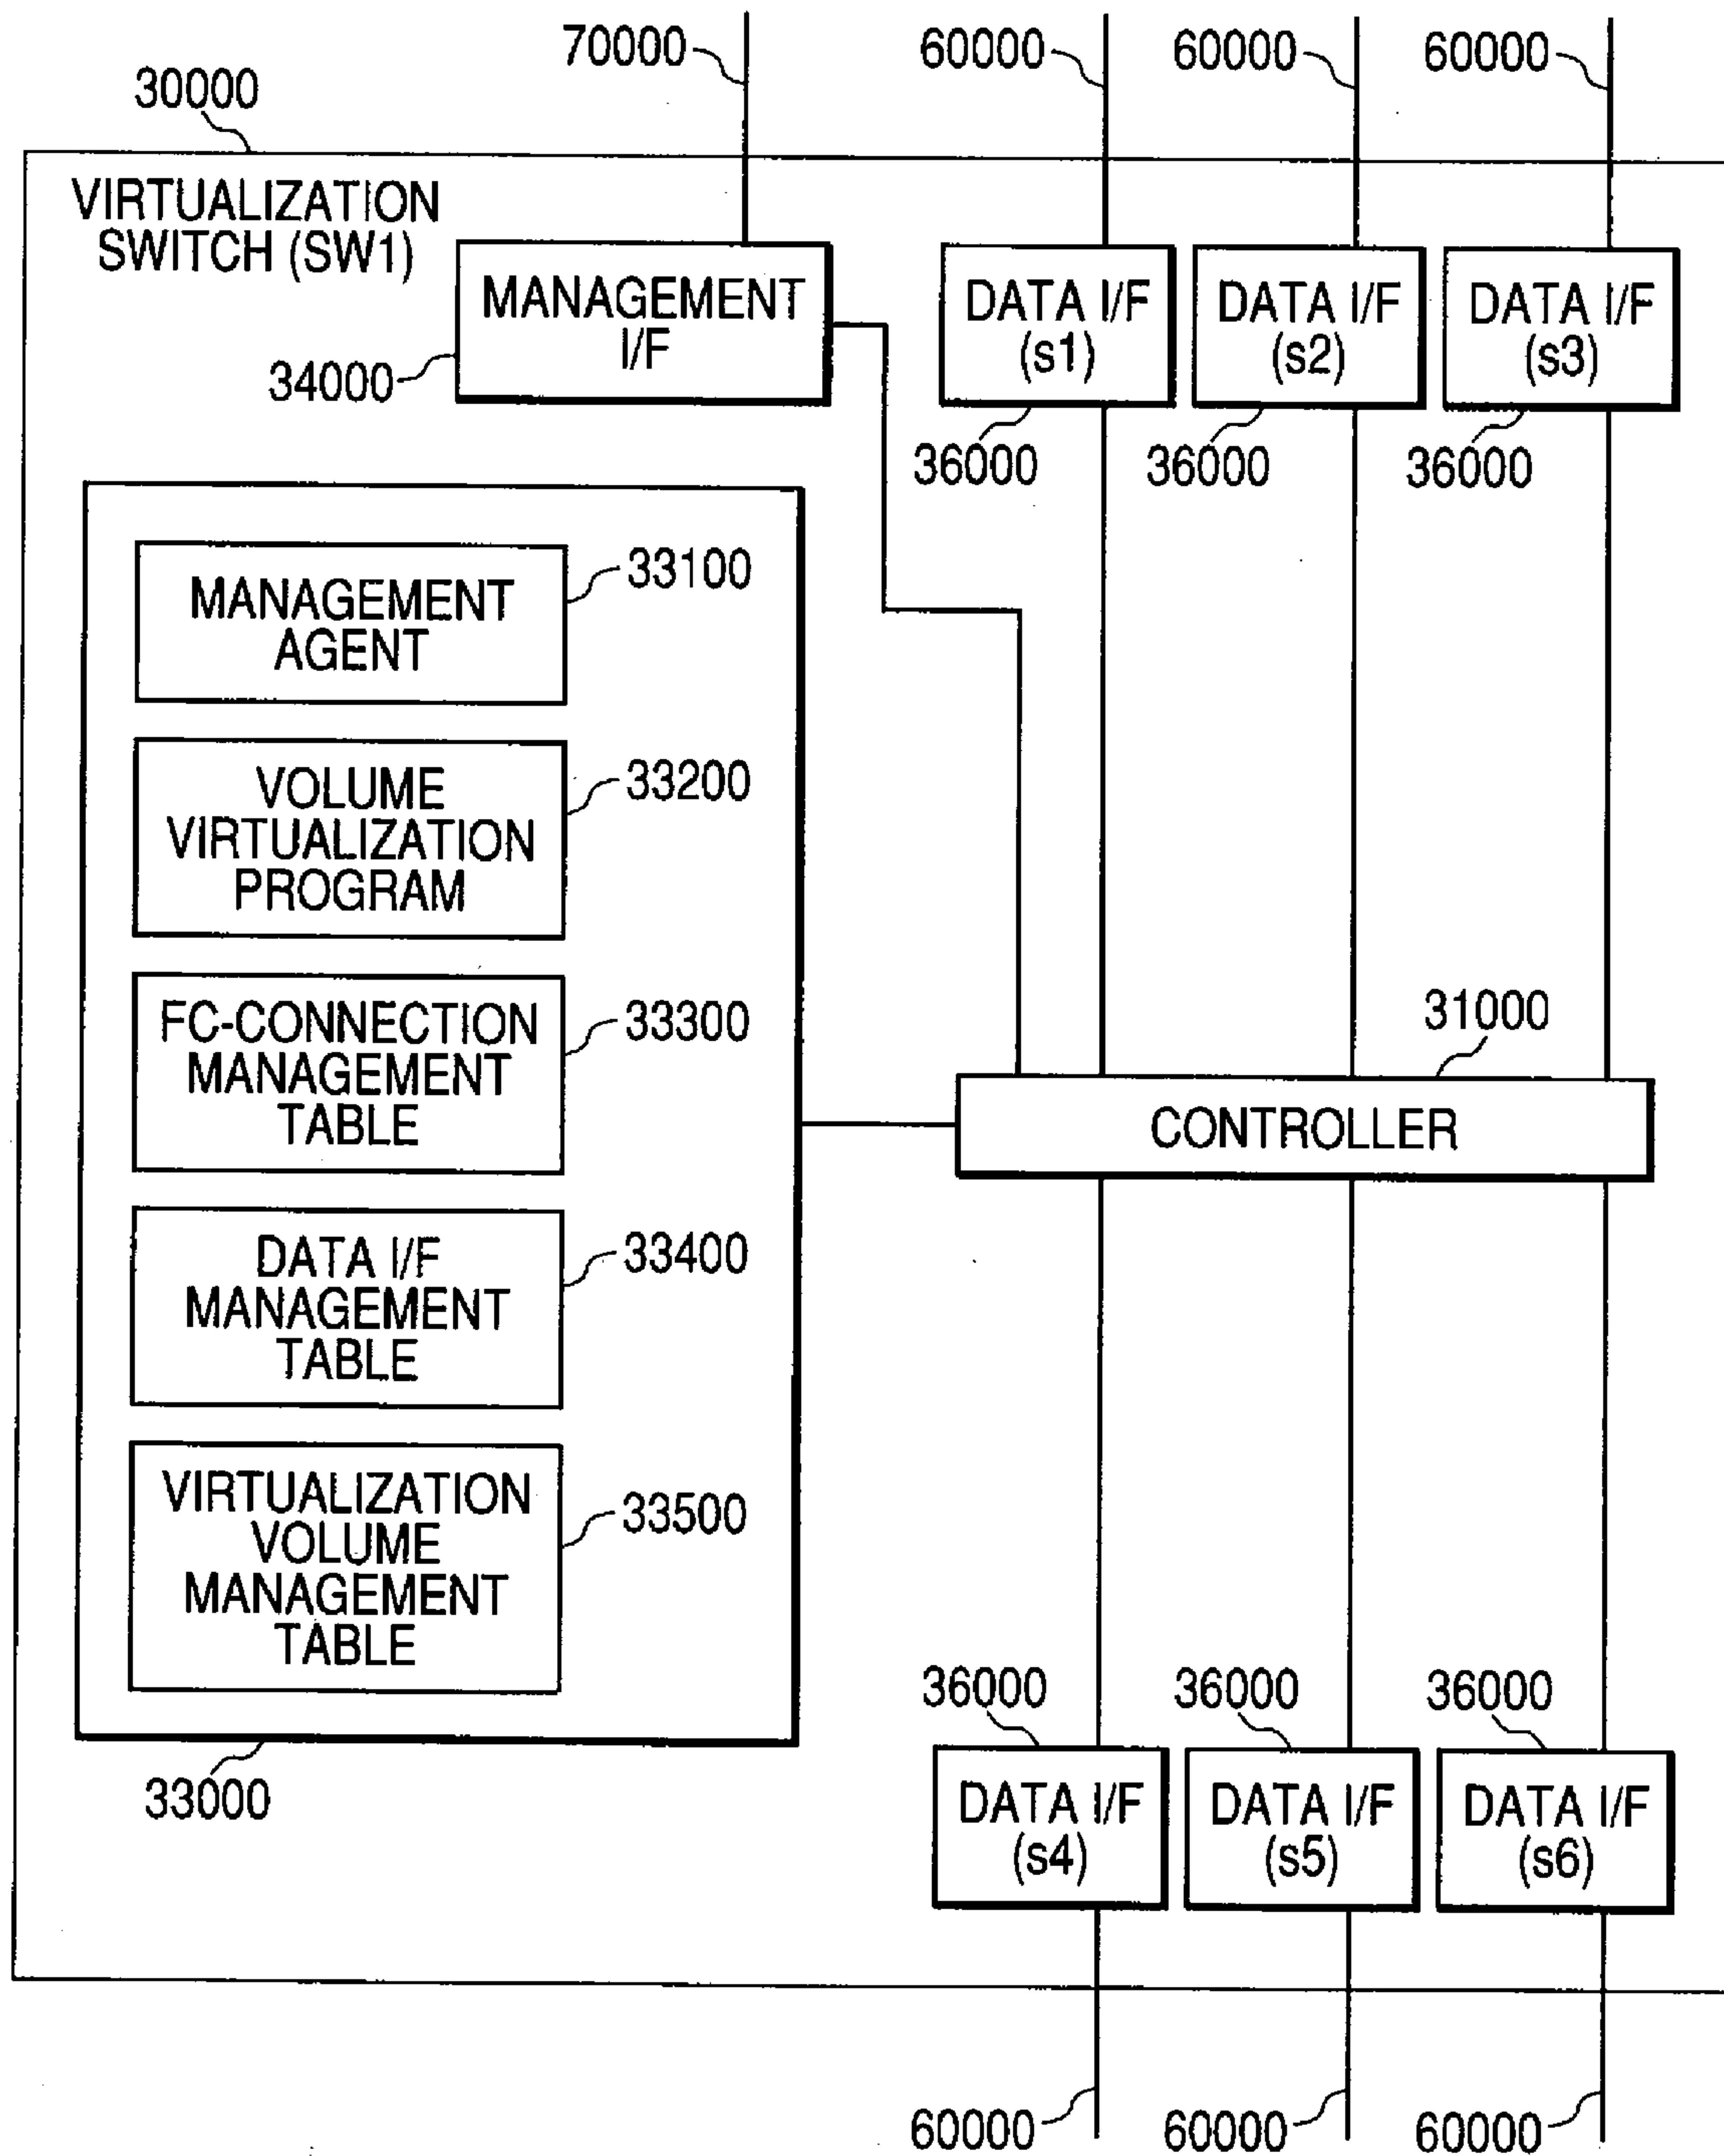 70000
60000
60000
60000
30000
VIRTUALIZATION
SWITCH (SW1)
MANAGEMENT
I/F
34000
DATA I/F
(s1)
DATA I/F
(s2)
DATA I/F
(s3)
36000
36000
36000
MANAGEMENT
AGENT
33100
VOLUME
VIRTUALIZATION
PROGRAM
33200
FC-CONNECTION
MANAGEMENT
TABLE
33300
31000
CONTROLLER
DATA I/F
MANAGEMENT
TABLE
33400
VIRTUALIZATION
VOLUME
MANAGEMENT
TABLE
33500
33000
36000
36000
36000
DATA I/F
(s4)
DATA I/F
(s5)
DATA I/F
(s6)
60000
60000
60000